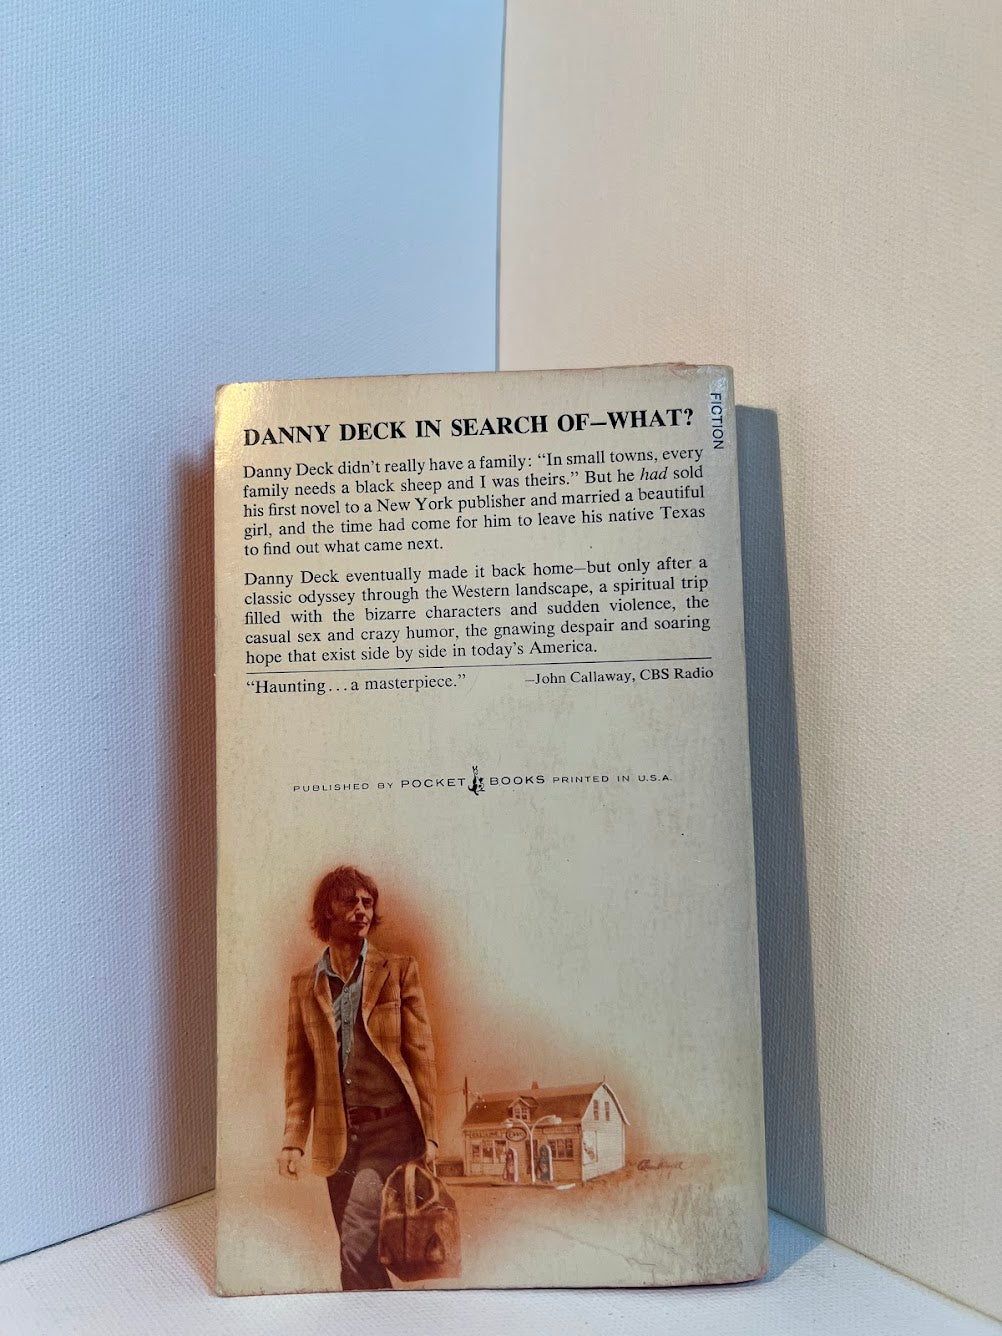 FICTION
DANNY DECK IN SEARCH OF—WHAT?
Danny Deck didn't really have a family: "In small towns, every
family needs a black sheep and I was theirs." But he had sold
his first novel to a New York publisher and married a beautiful
girl, and the time had come for him to leave his native Texas
to find out what came next.
Danny Deck eventually made it back home—but only after a
classic odyssey through the Western landscape, a spiritual trip
filled with the bizarre characters and sudden violence, the
casual sex and crazy humor, the gnawing despair and soaring
hope that exist side by side in today's America.
"Haunting...a masterpiece." —John Callaway, CBS Radio
PUBLISHED BY POCKET BOOKS PRINTED IN U.S.A.